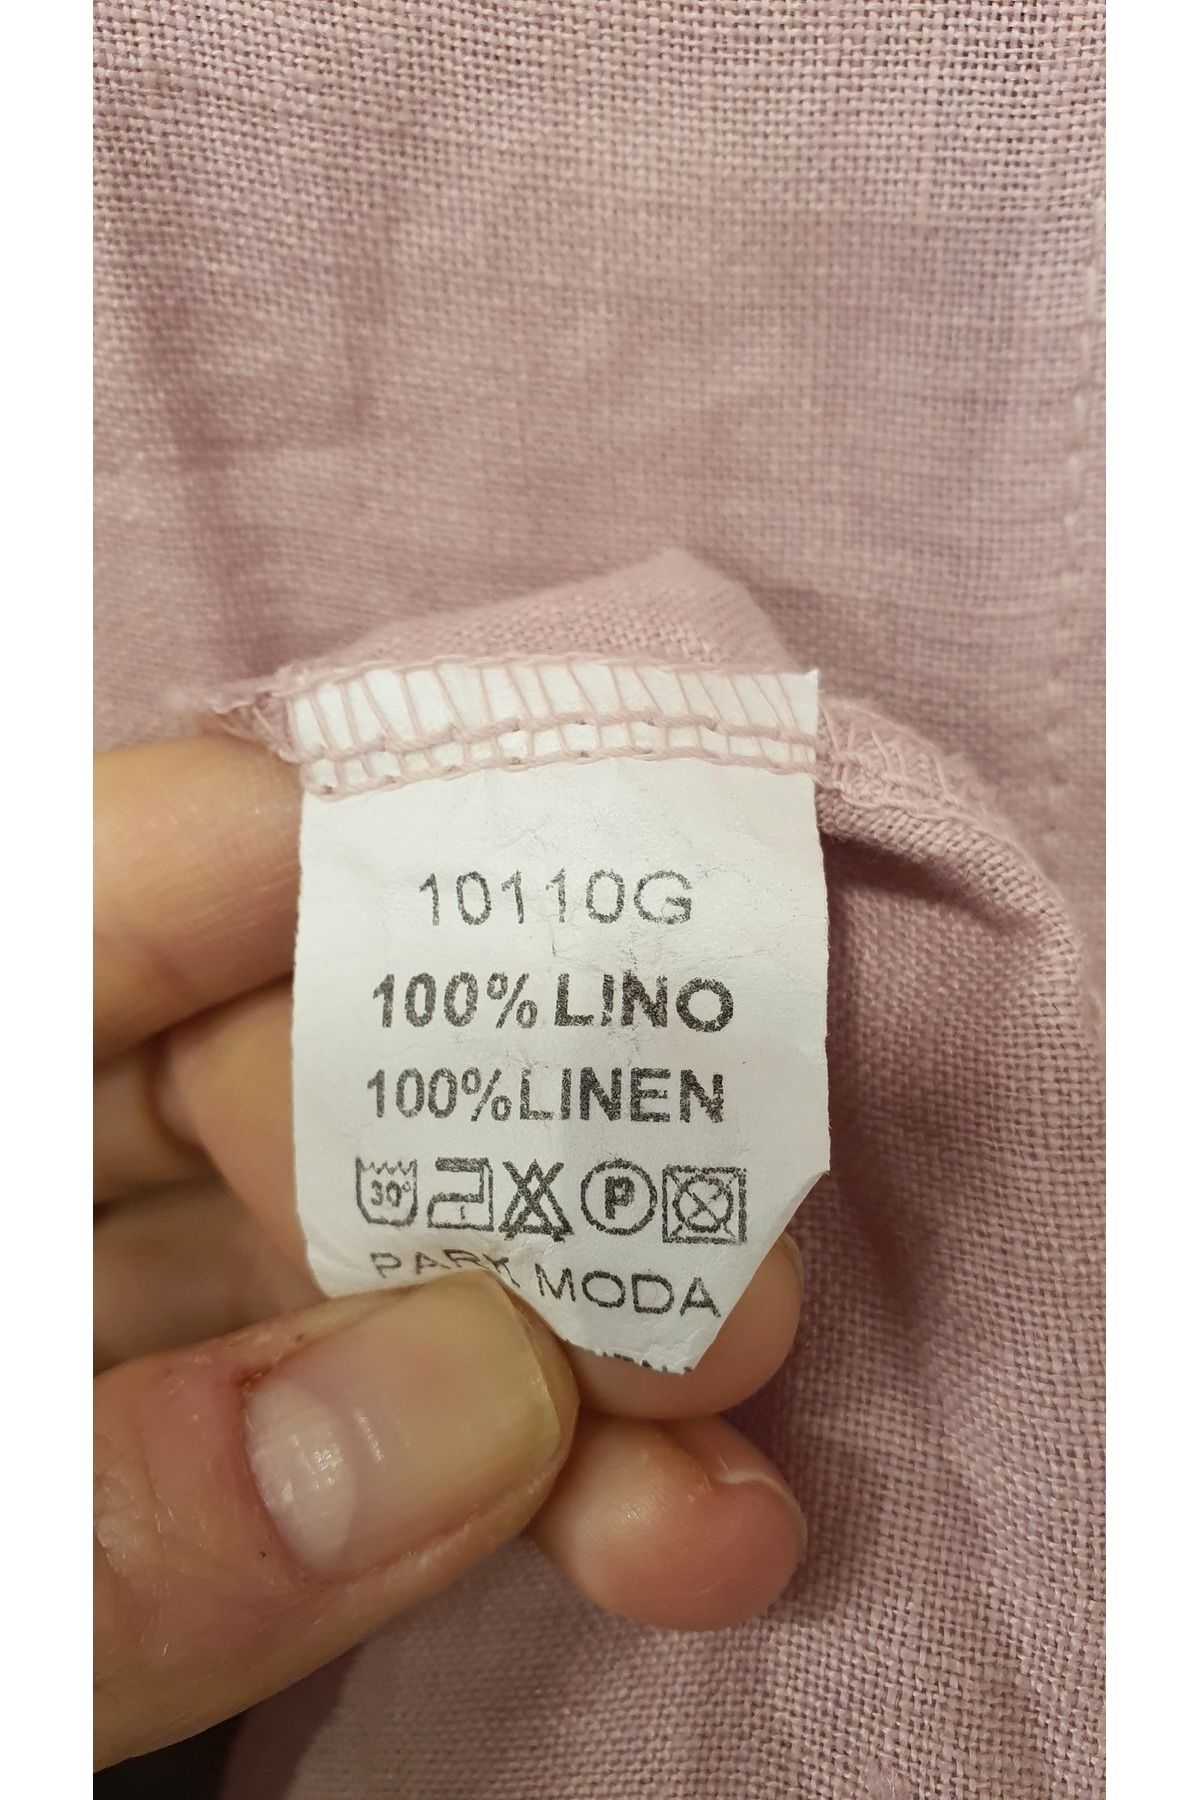 10110G
100% LINO
100% LINEN
30°
P
PARK MODA